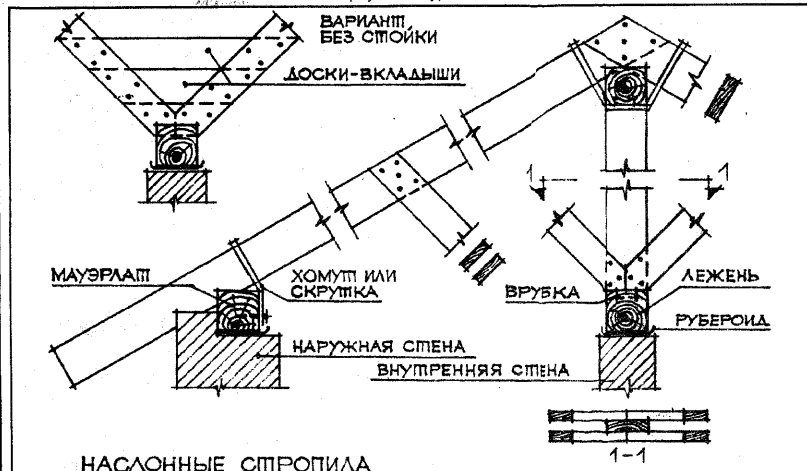 ВАРИАНТ
БЕЗ СТОЙКИ
ДОСКИ-ВКЛАДЫШИ
1
1
МАУЭРЛАТ
ХОМУТ ИЛИ
СКРУТКА
ВРУБКА
ЛЕЖЕНЬ
РУБЕРОИД
НАРУЖНАЯ СТЕНА
ВНУТРЕННЯЯ СТЕНА
1-1
НАСЛОННЫЕ СТРОПИЛА